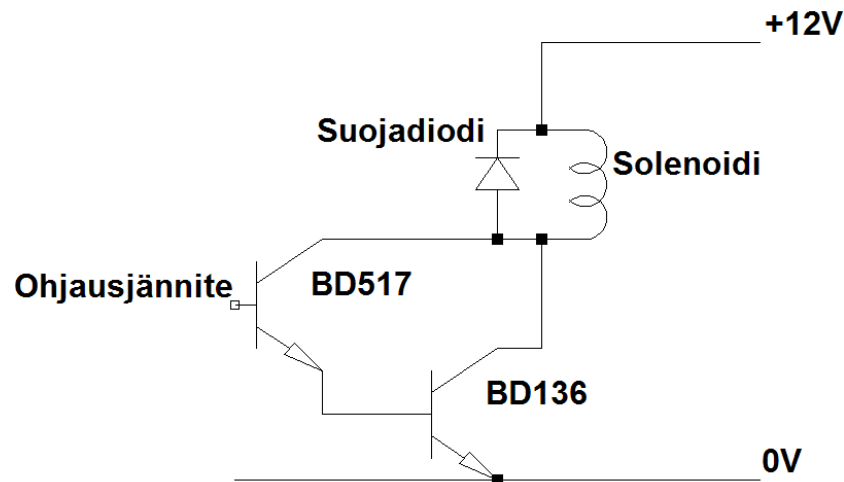 +12V
Suojadiodi
Solenoidi
Ohjausjännite
BD517
BD136
0V